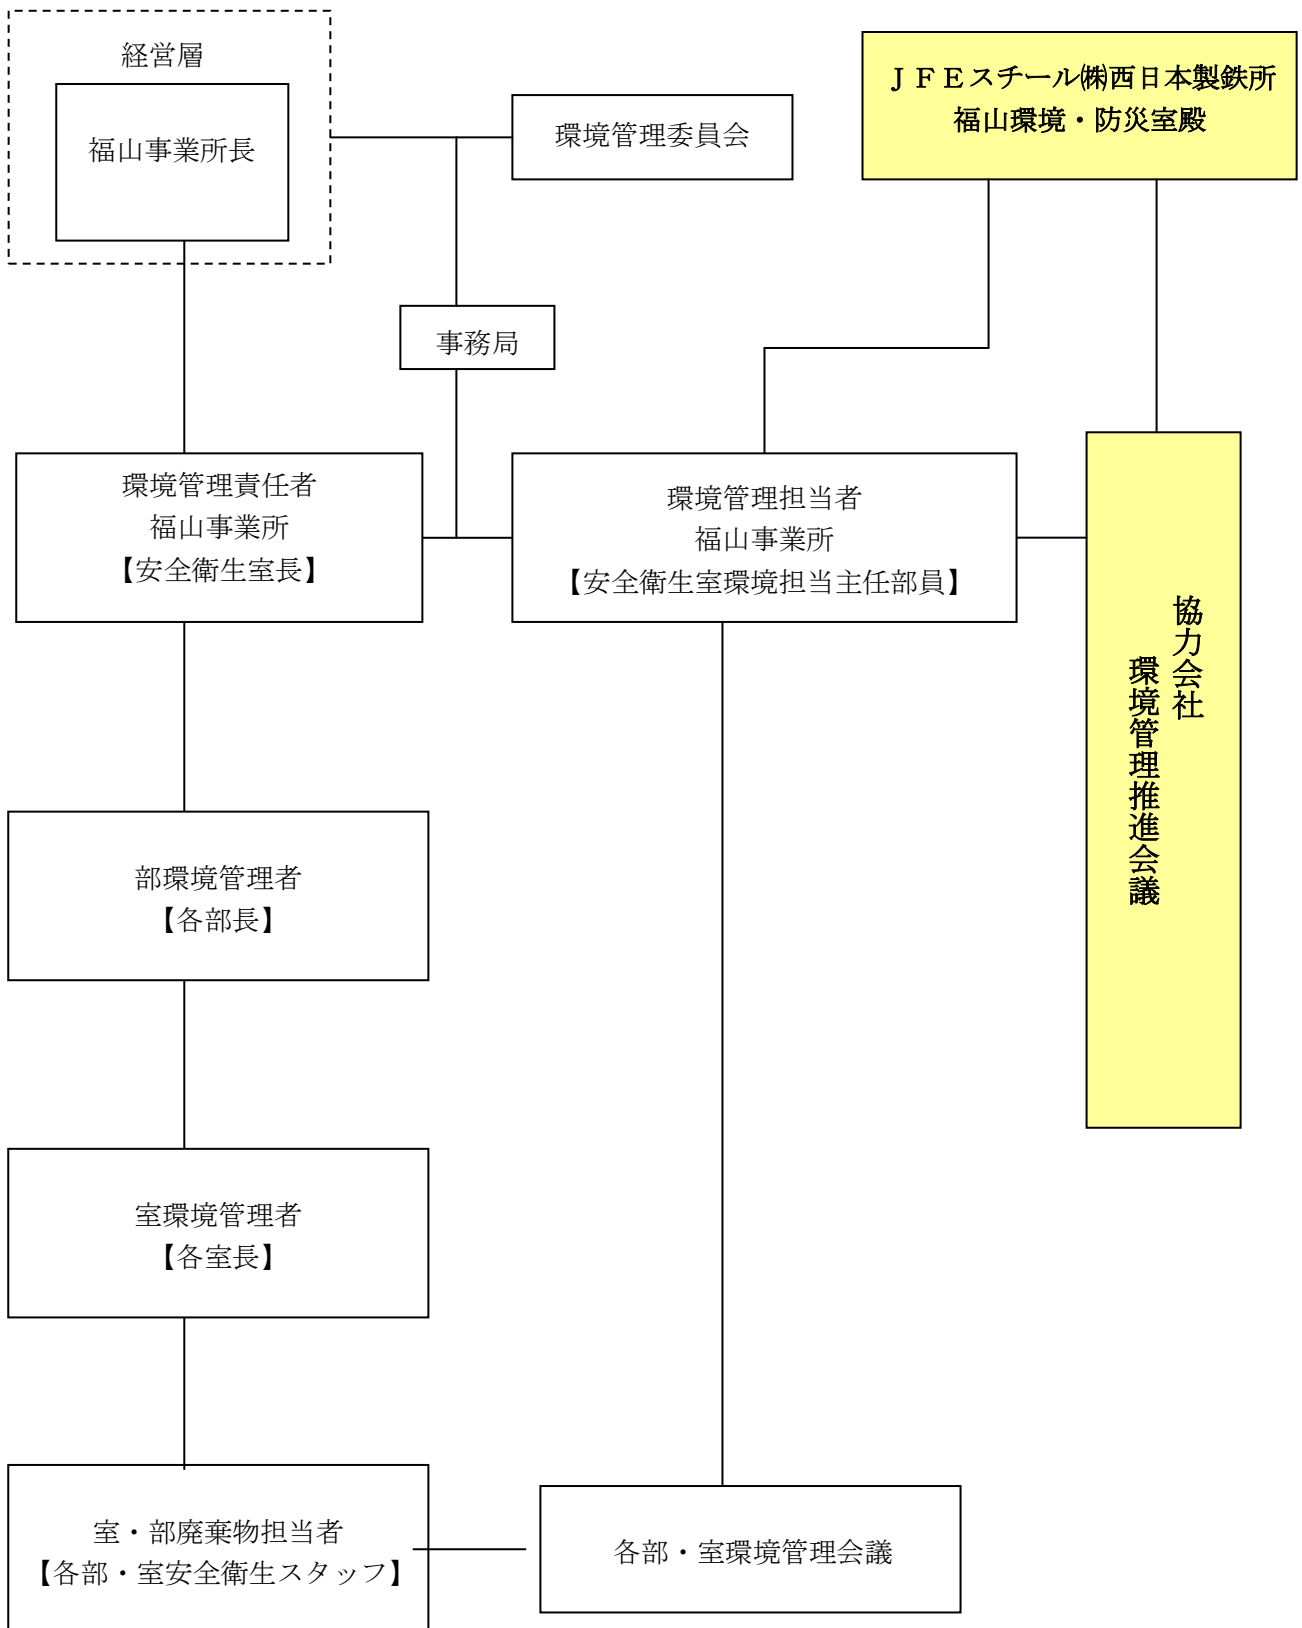 経営層
福山事業所長
環境管理委員会
ＪＦＥスチール㈱西日本製鉄所
福山環境・防災室殿
事務局
環境管理責任者
福山事業所
【安全衛生室長】
環境管理担当者
福山事業所
【安全衛生室環境担当主任部員】
協力会社
環境管理推進会議
部環境管理者
【各部長】
室環境管理者
【各室長】
室・部廃棄物担当者
【各部・室安全衛生スタッフ】
各部・室環境管理会議